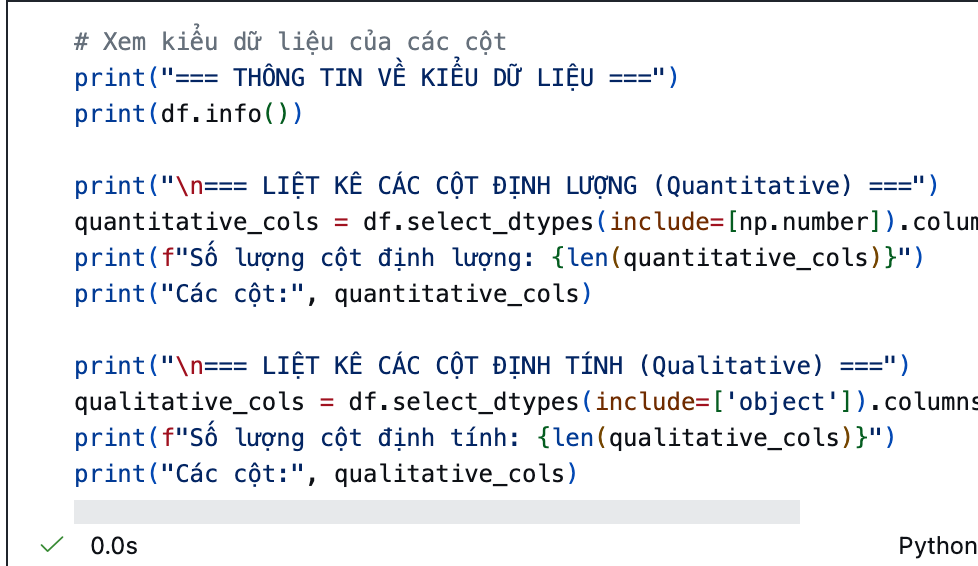 # Xem kiểu dữ liệu của các cột
print("=== THÔNG TIN VỀ KIỂU DỮ LIỆU ===")
print(df.info())
print("\n=== LIỆT KÊ CÁC CỘT ĐỊNH LƯỢNG (Quantitative) ===")
quantitative_cols = df.select_dtypes(include=[np.number]).colum
print(f"Số lượng cột định lượng: {len(quantitative_cols)}")
print("Các cột:", quantitative_cols)
print("\n=== LIỆT KÊ CÁC CỘT ĐỊNH TÍNH (Qualitative) ===")
qualitative_cols = df.select_dtypes(include=['object']).columns
print(f"Số lượng cột định tính: {len(qualitative_cols)}")
print("Các cột:", qualitative_cols)
0.0s
Python